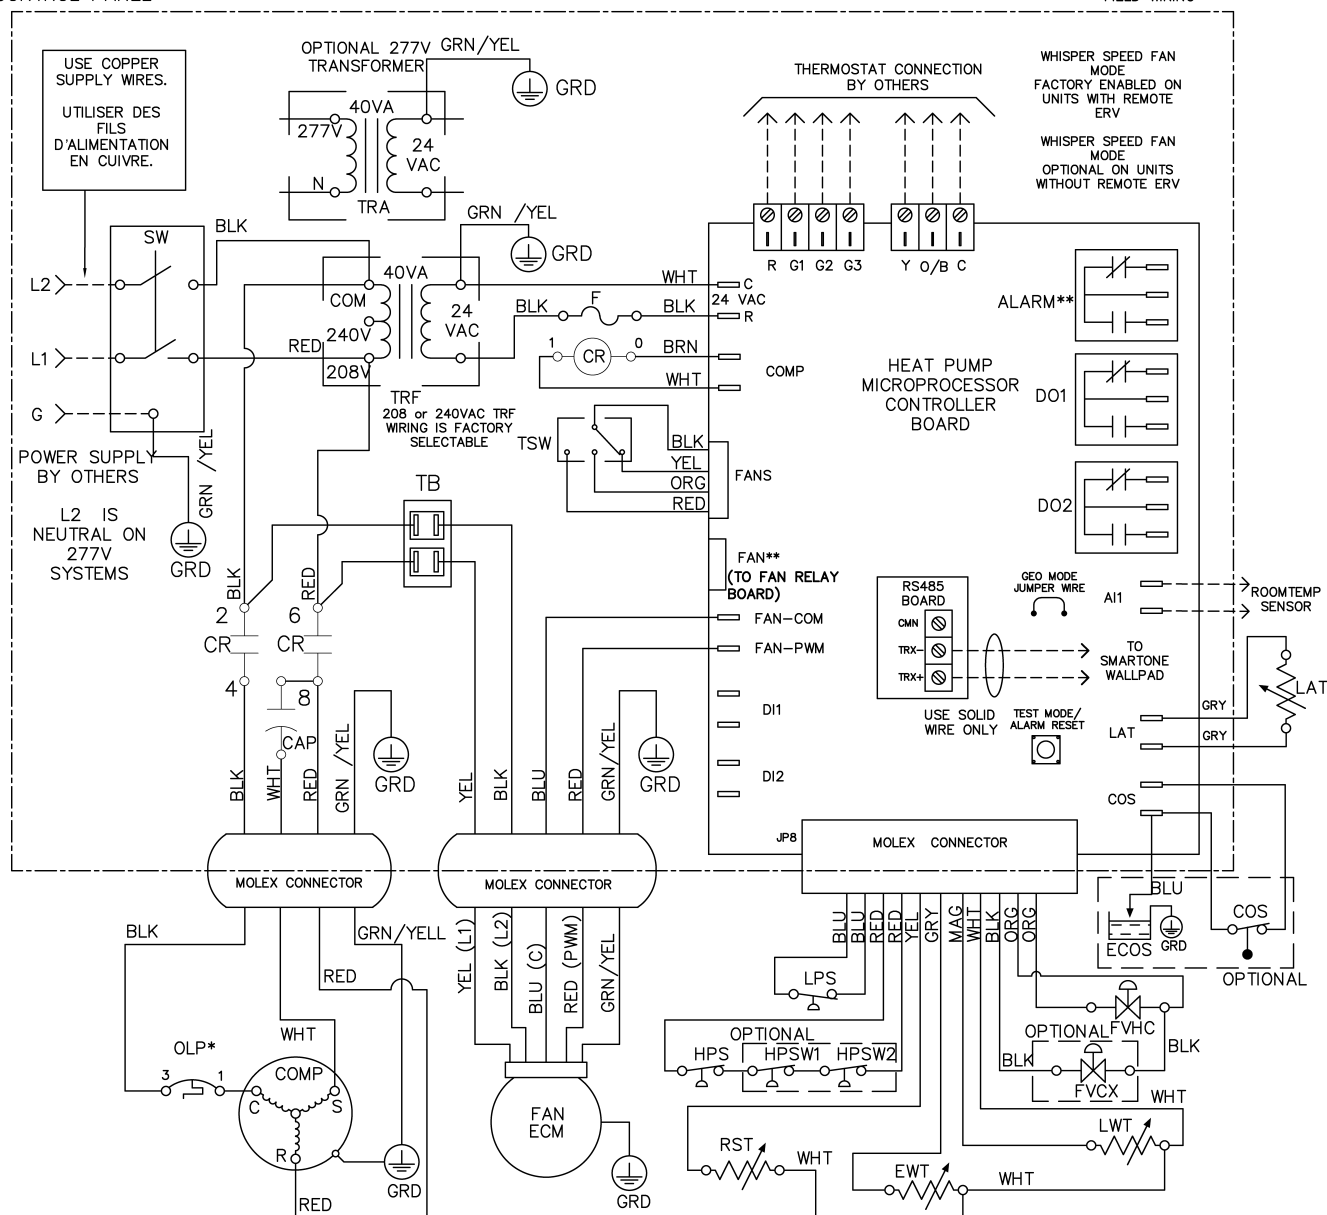 USE COPPER
SUPPLY WIRES.
UTILISER DES
FILS
D'ALIMENTATION
EN CUIVRE.
OPTIONAL 277V
TRANSFORMER
GRN/YEL
GRD
40VA
277V
24
VAC
N
TRA
THERMOSTAT CONNECTION
BY OTHERS
WHISPER SPEED FAN
MODE
FACTORY ENABLED ON
UNITS WITH REMOTE
ERV
WHISPER SPEED FAN
MODE
OPTIONAL ON UNITS
WITHOUT REMOTE ERV
SW
BLK
L2
L1
G
RED
GRN /YEL
POWER SUPPLY
BY OTHERS
L2 IS
NEUTRAL ON
277V
SYSTEMS
GRD
GRN /YEL
GRD
40VA
COM
240V
208V
24
VAC
TRF
208 or 240VAC TRF
WIRING IS FACTORY
SELECTABLE
WHT
BLK
F
BLK
1
CR
0
BRN
WHT
C
24 VAC
R
COMP
R G1 G2 G3
Y O/B C
ALARM**
HEAT PUMP
MICROPROCESSOR
CONTROLLER
BOARD
DO1
DO2
TSW
BLK
YEL
ORG
RED
FANS
FAN**
(TO FAN RELAY
BOARD)
FAN-COM
FAN-PWM
DI1
DI2
TB
BLK
RED
2
6
CR
CR
4
8
CAP
BLK
WHT
RED
GRN /YEL
GRD
YEL
BLK
BLU
RED
GRN/YEL
GRD
RS485
BOARD
CMN
TRX-
TRX+
USE SOLID
WIRE ONLY
GEO MODE
JUMPER WIRE
TO
SMARTONE
WALLPAD
TEST MODE/
ALARM RESET
AI1
ROOMTEMP
SENSOR
LAT
GRY
GRY
LAT
COS
JP8
MOLEX CONNECTOR
MOLEX CONNECTOR
MOLEX CONNECTOR
BLK
GRN/YELL
RED
WHT
OLP*
3
1
COMP
C
S
R
GRD
RED
YEL (L1)
BLK (L2)
BLU (C)
RED (PWM)
GRN/YEL
FAN
ECM
GRD
BLU
BLU
RED
RED
YEL
GRY
MAG
WHT
BLK
ORG
ORG
BLU
COS
ECOS
GRD
OPTIONAL
LPS
OPTIONAL
HPS
HPSW1
HPSW2
FVHC
OPTIONAL
BLK
BLK
FVCX
WHT
LWT
RST
WHT
EWT
WHT